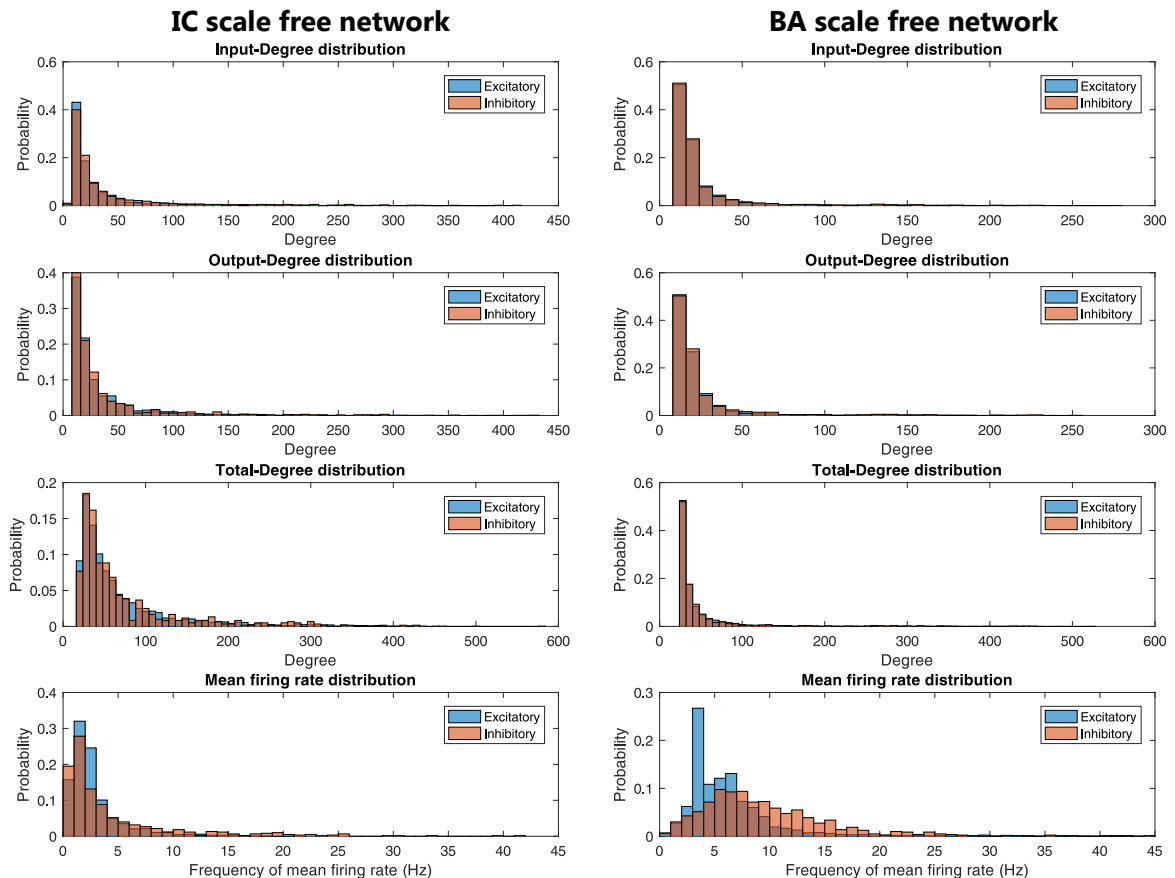 IC scale free network
Input-Degree distribution
Probability
0.6
0.4
0.2
0
Excitatory
Inhibitory
0 50 100 150 200 250 300 350 400 450
Degree
Output-Degree distribution
Probability
0.4
0.3
0.2
0.1
0
Excitatory
Inhibitory
0 50 100 150 200 250 300 350 400 450
Degree
Total-Degree distribution
Probability
0.2
0.15
0.1
0.05
0
Excitatory
Inhibitory
0 100 200 300 400 500 600
Degree
Mean firing rate distribution
Probability
0.4
0.3
0.2
0.1
0
Excitatory
Inhibitory
0 5 10 15 20 25 30 35 40 45
Frequency of mean firing rate (Hz)
BA scale free network
Input-Degree distribution
Probability
0.6
0.4
0.2
0
Excitatory
Inhibitory
0 50 100 150 200 250 300
Degree
Output-Degree distribution
Probability
0.6
0.4
0.2
0
Excitatory
Inhibitory
0 50 100 150 200 250 300
Degree
Total-Degree distribution
Probability
0.6
0.4
0.2
0
Excitatory
Inhibitory
0 100 200 300 400 500 600
Degree
Mean firing rate distribution
Probability
0.3
0.2
0.1
0
Excitatory
Inhibitory
0 5 10 15 20 25 30 35 40 45
Frequency of mean firing rate (Hz)